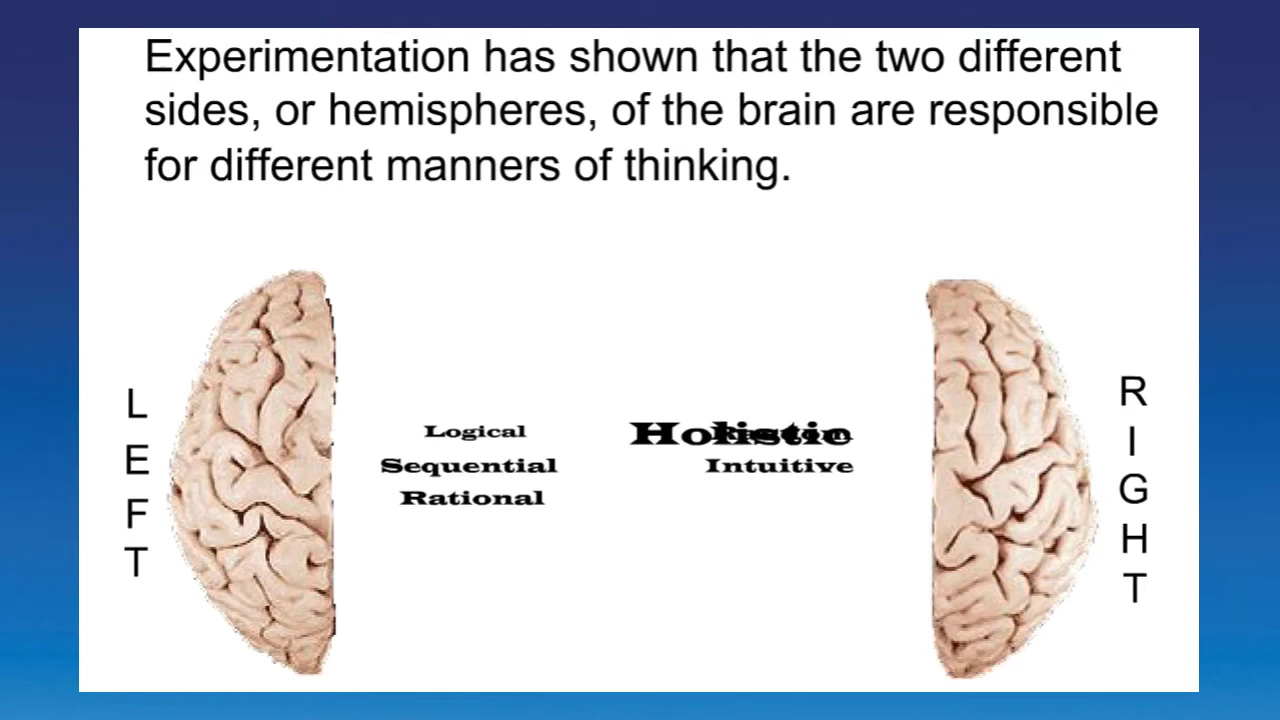 Experimentation has shown that the two different
sides, or hemispheres, of the brain are responsible
for different manners of thinking.
LEFT
Logical
Sequential
Rational
Holistic
Intuitive
RIGHT